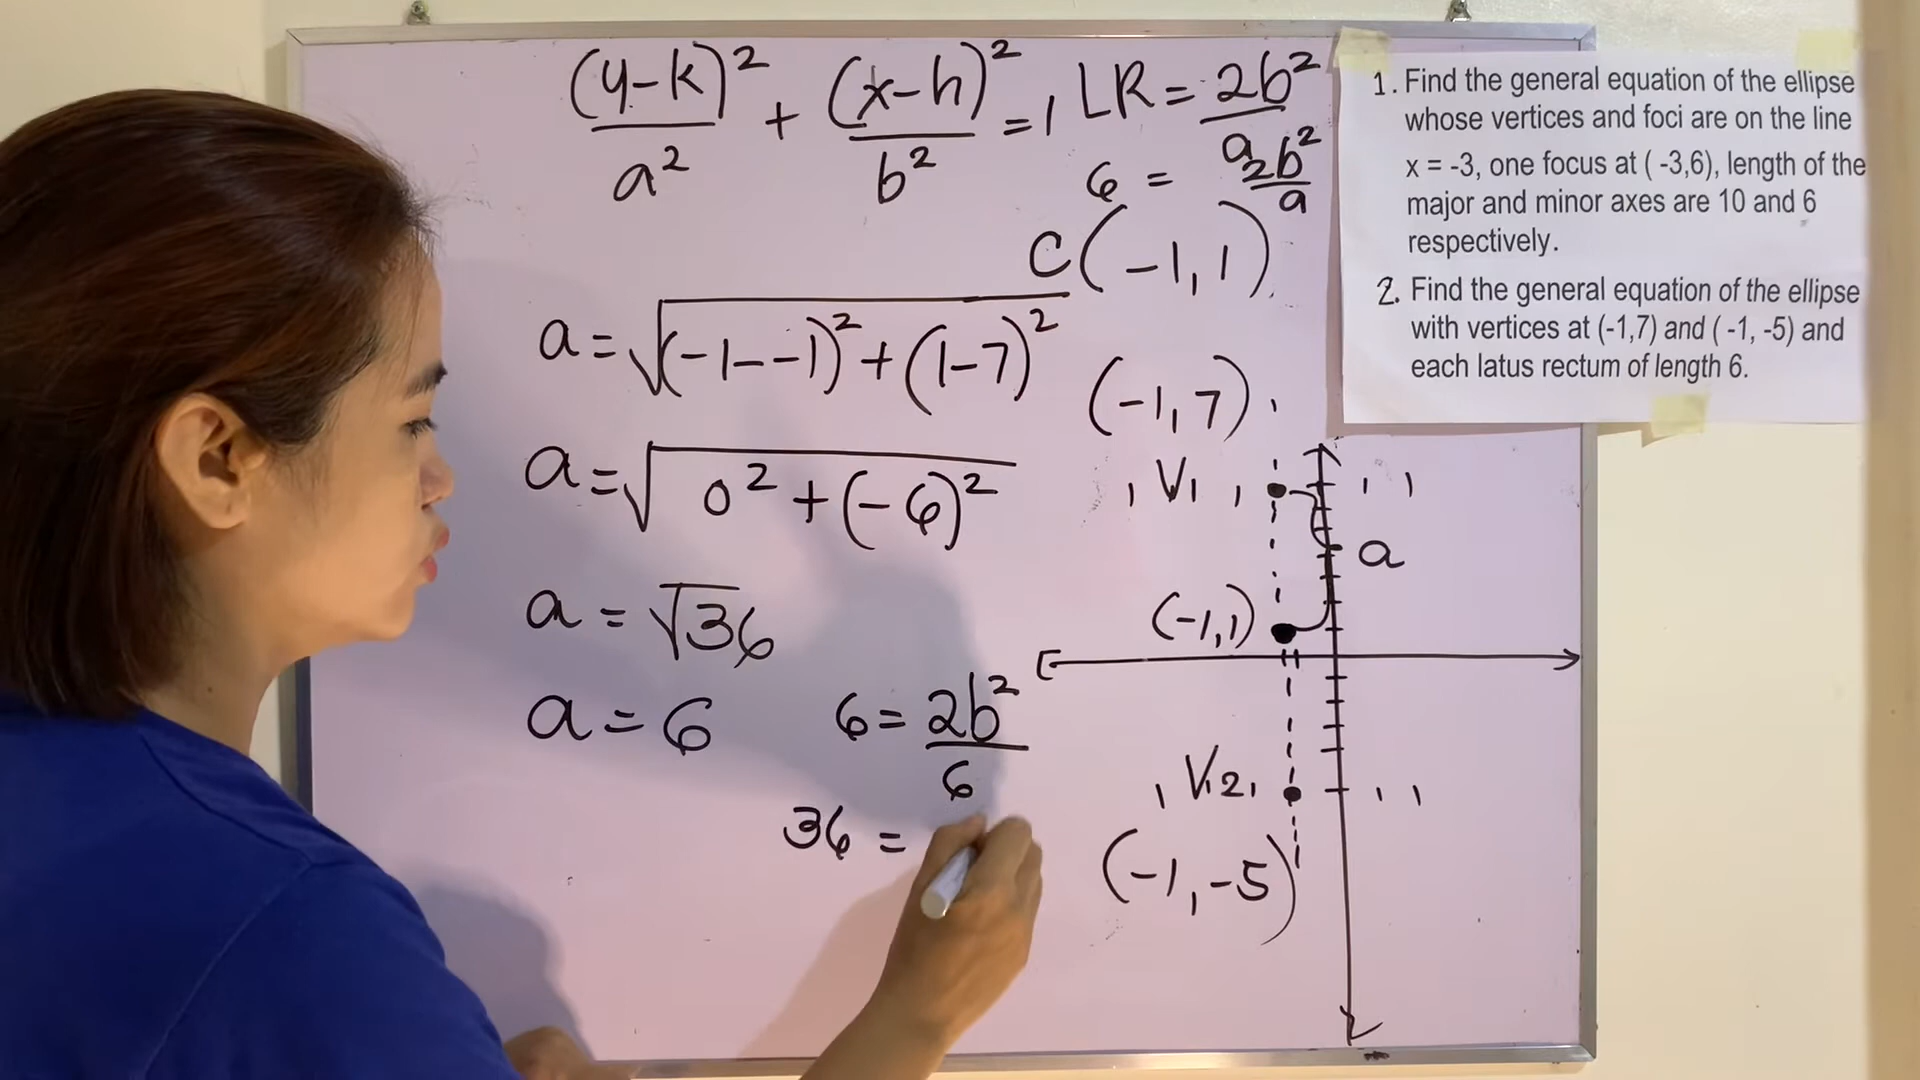 (y-k)² / a² + (x-h)² / b² = 1
LR = 2b² / a
6 = 2b² / a
C(-1,1)
a = √(-1--1)² + (1-7)²
a = √0² + (-6)²
a = √36
a = 6
6 = 2b² / 6
36 =
(-1,7)
V1
a
(-1,1)
V2
(-1,-5)
1. Find the general equation of the ellipse
whose vertices and foci are on the line
x = -3, one focus at ( -3,6), length of the
major and minor axes are 10 and 6
respectively.
2. Find the general equation of the ellipse
with vertices at (-1,7) and ( -1, -5) and
each latus rectum of length 6.